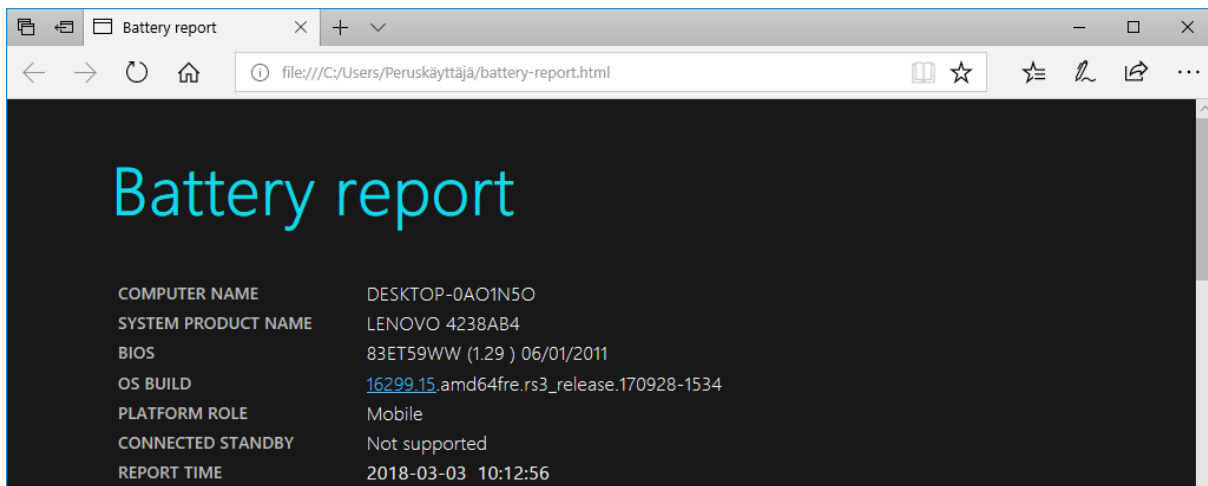 Battery report
file:///C:/Users/Peruskäyttäjä/battery-report.html
Battery report
COMPUTER NAME DESKTOP-0AO1N5O
SYSTEM PRODUCT NAME LENOVO 4238AB4
BIOS 83ET59WW (1.29 ) 06/01/2011
OS BUILD 16299.15.amd64fre.rs3_release.170928-1534
PLATFORM ROLE Mobile
CONNECTED STANDBY Not supported
REPORT TIME 2018-03-03 10:12:56